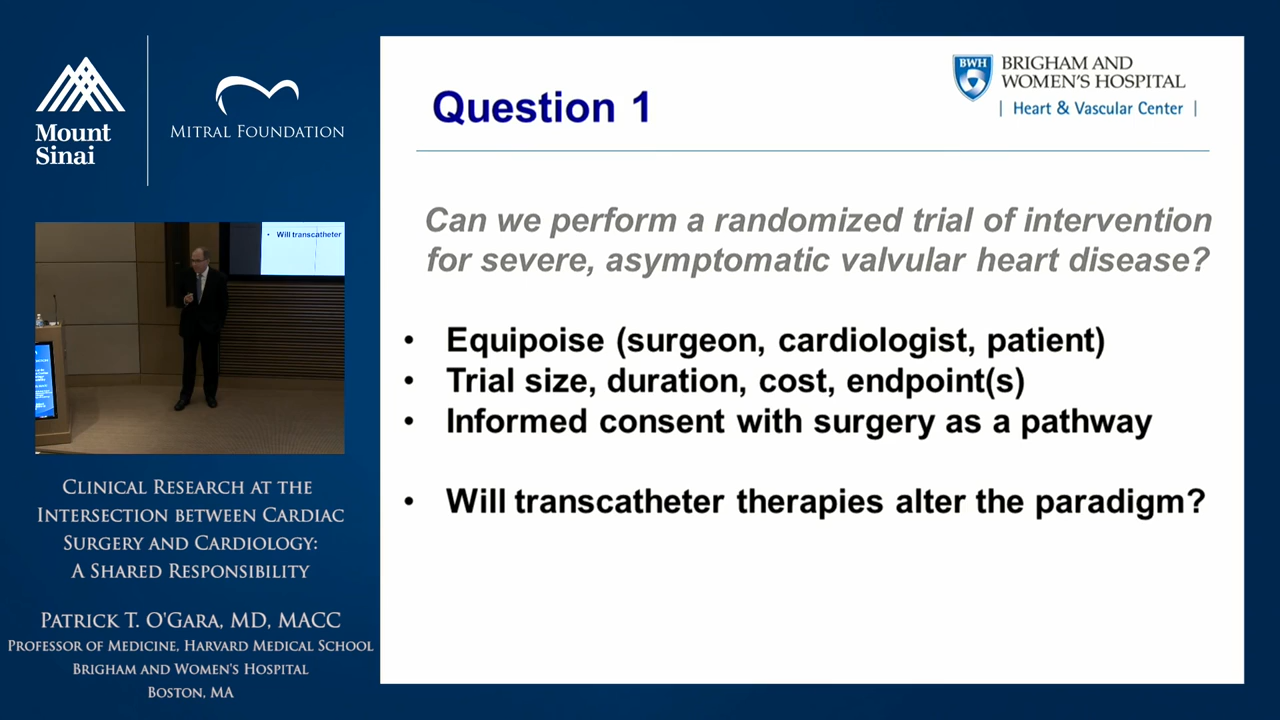 Mount
Sinai
MITRAL FOUNDATION
• Will transcatheter
CLINICAL RESEARCH AT THE
INTERSECTION BETWEEN CARDIAC
SURGERY AND CARDIOLOGY:
A SHARED RESPONSIBILITY
PATRICK T. O'GARA, MD, MACC
PROFESSOR OF MEDICINE, HARVARD MEDICAL SCHOOL
BRIGHAM AND WOMEN'S HOSPITAL
BOSTON, MA
Question 1
BWH
BRIGHAM AND
WOMEN'S HOSPITAL
| Heart & Vascular Center |
Can we perform a randomized trial of intervention
for severe, asymptomatic valvular heart disease?
• Equipoise (surgeon, cardiologist, patient)
• Trial size, duration, cost, endpoint(s)
• Informed consent with surgery as a pathway
• Will transcatheter therapies alter the paradigm?